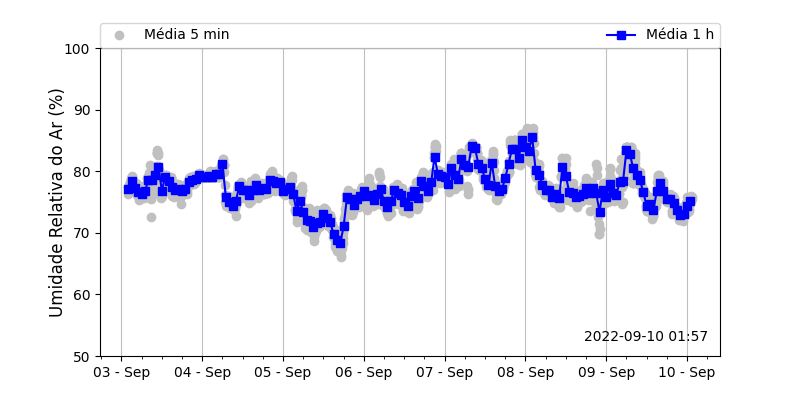 Média 5 min
Média 1 h
Umidade Relativa do Ar (%)
100
90
80
70
60
50
2022-09-10 01:57
03 - Sep
04 - Sep
05 - Sep
06 - Sep
07 - Sep
08 - Sep
09 - Sep
10 - Sep